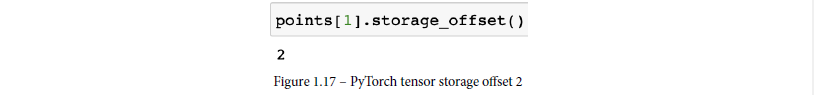 points[1].storage_offset()
2
Figure 1.17 – PyTorch tensor storage offset 2